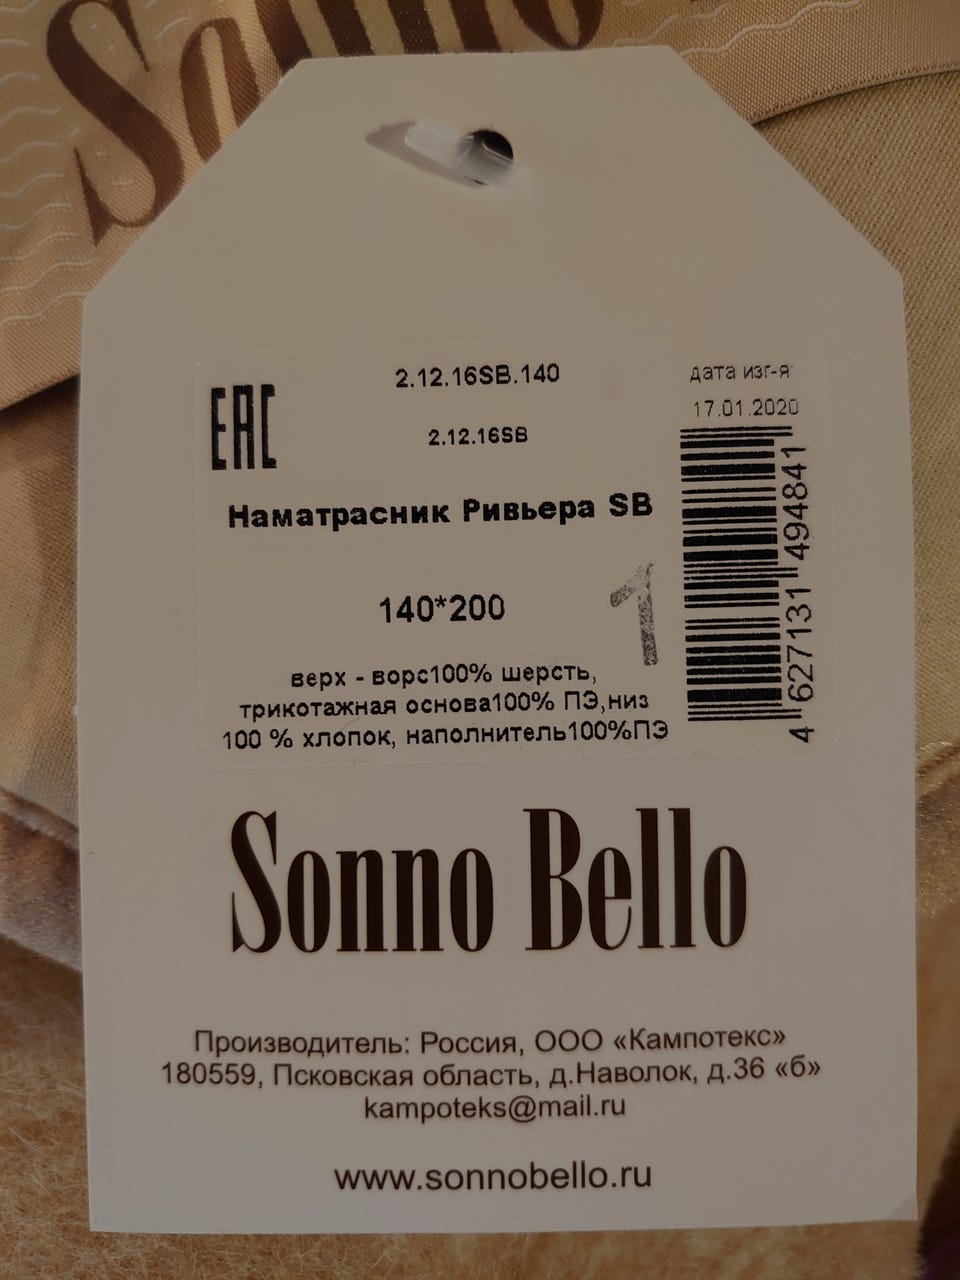 Sonno
EAC
2.12.16SB.140
2.12.16SB
дата изг-я
17.01.2020
Наматрасник Ривьера SB
140*200
1
верх - ворс100% шерсть,
трикотажная основа100% ПЭ,низ
100 % хлопок, наполнитель100%ПЭ
4 627131 494841
Sonno Bello
Производитель: Россия, ООО «Кампотекс»
180559, Псковская область, д.Наволок, д.36 «б»
kampoteks@mail.ru
www.sonnobello.ru